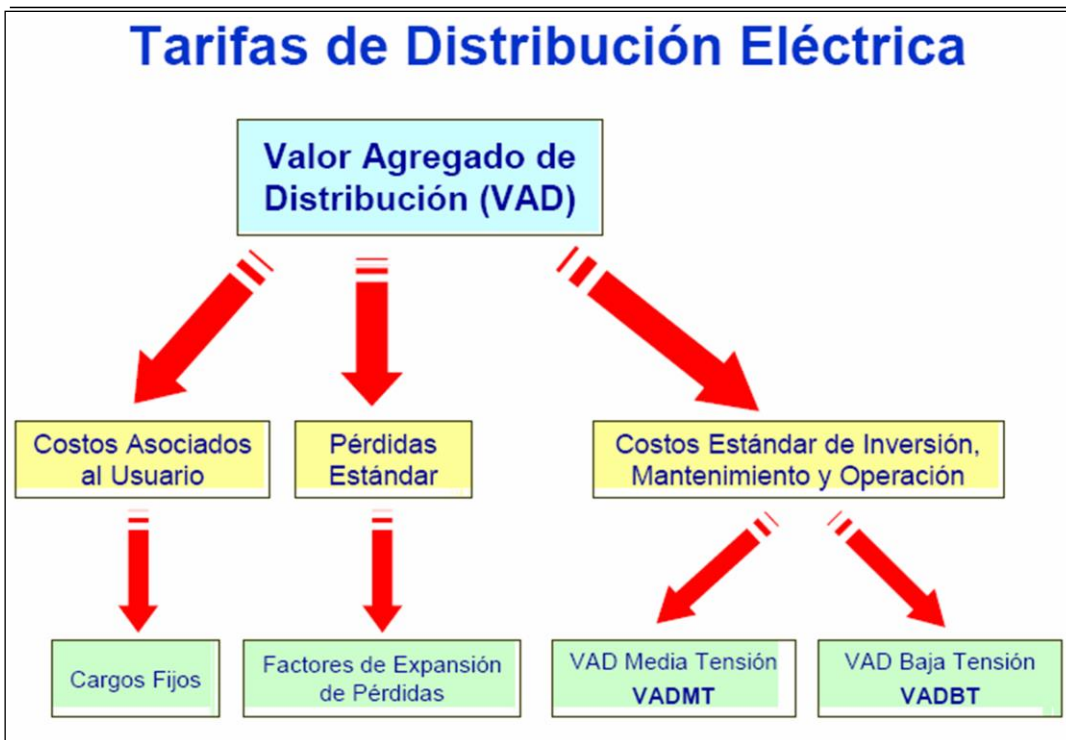 Tarifas de Distribución Eléctrica
Valor Agregado de
Distribución (VAD)
Costos Asociados
al Usuario
Pérdidas
Estándar
Costos Estándar de Inversión,
Mantenimiento y Operación
Cargos Fijos
Factores de Expansión
de Pérdidas
VAD Media Tensión
VADMT
VAD Baja Tensión
VADBT